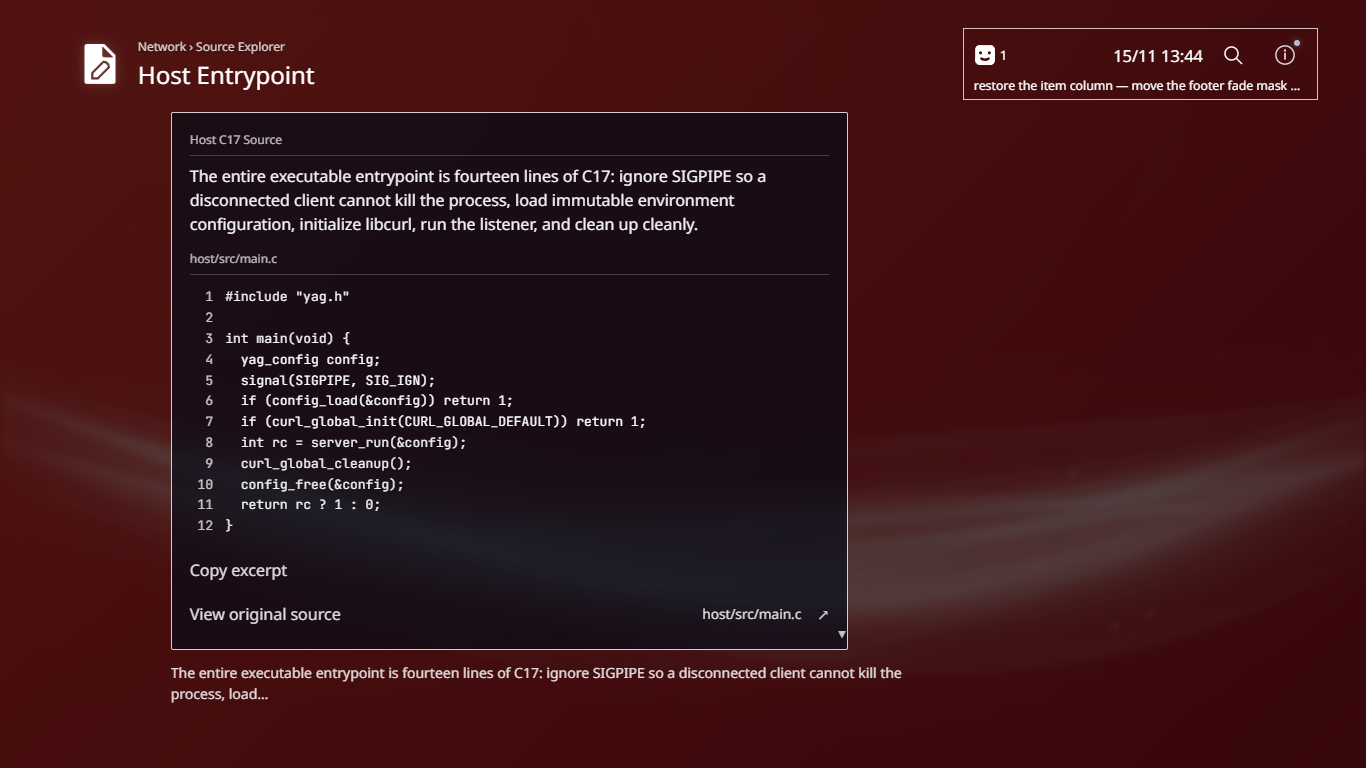 Network › Source Explorer
Host Entrypoint
1
15/11 13:44
restore the item column — move the footer fade mask ...
Host C17 Source
The entire executable entrypoint is fourteen lines of C17: ignore SIGPIPE so a
disconnected client cannot kill the process, load immutable environment
configuration, initialize libcurl, run the listener, and clean up cleanly.
host/src/main.c
1 #include "yag.h"
2
3 int main(void) {
4   yag_config config;
5   signal(SIGPIPE, SIG_IGN);
6   if (config_load(&config)) return 1;
7   if (curl_global_init(CURL_GLOBAL_DEFAULT)) return 1;
8   int rc = server_run(&config);
9   curl_global_cleanup();
10   config_free(&config);
11   return rc ? 1 : 0;
12 }
Copy excerpt
View original source host/src/main.c ↗
▼
The entire executable entrypoint is fourteen lines of C17: ignore SIGPIPE so a disconnected client cannot kill the
process, load...